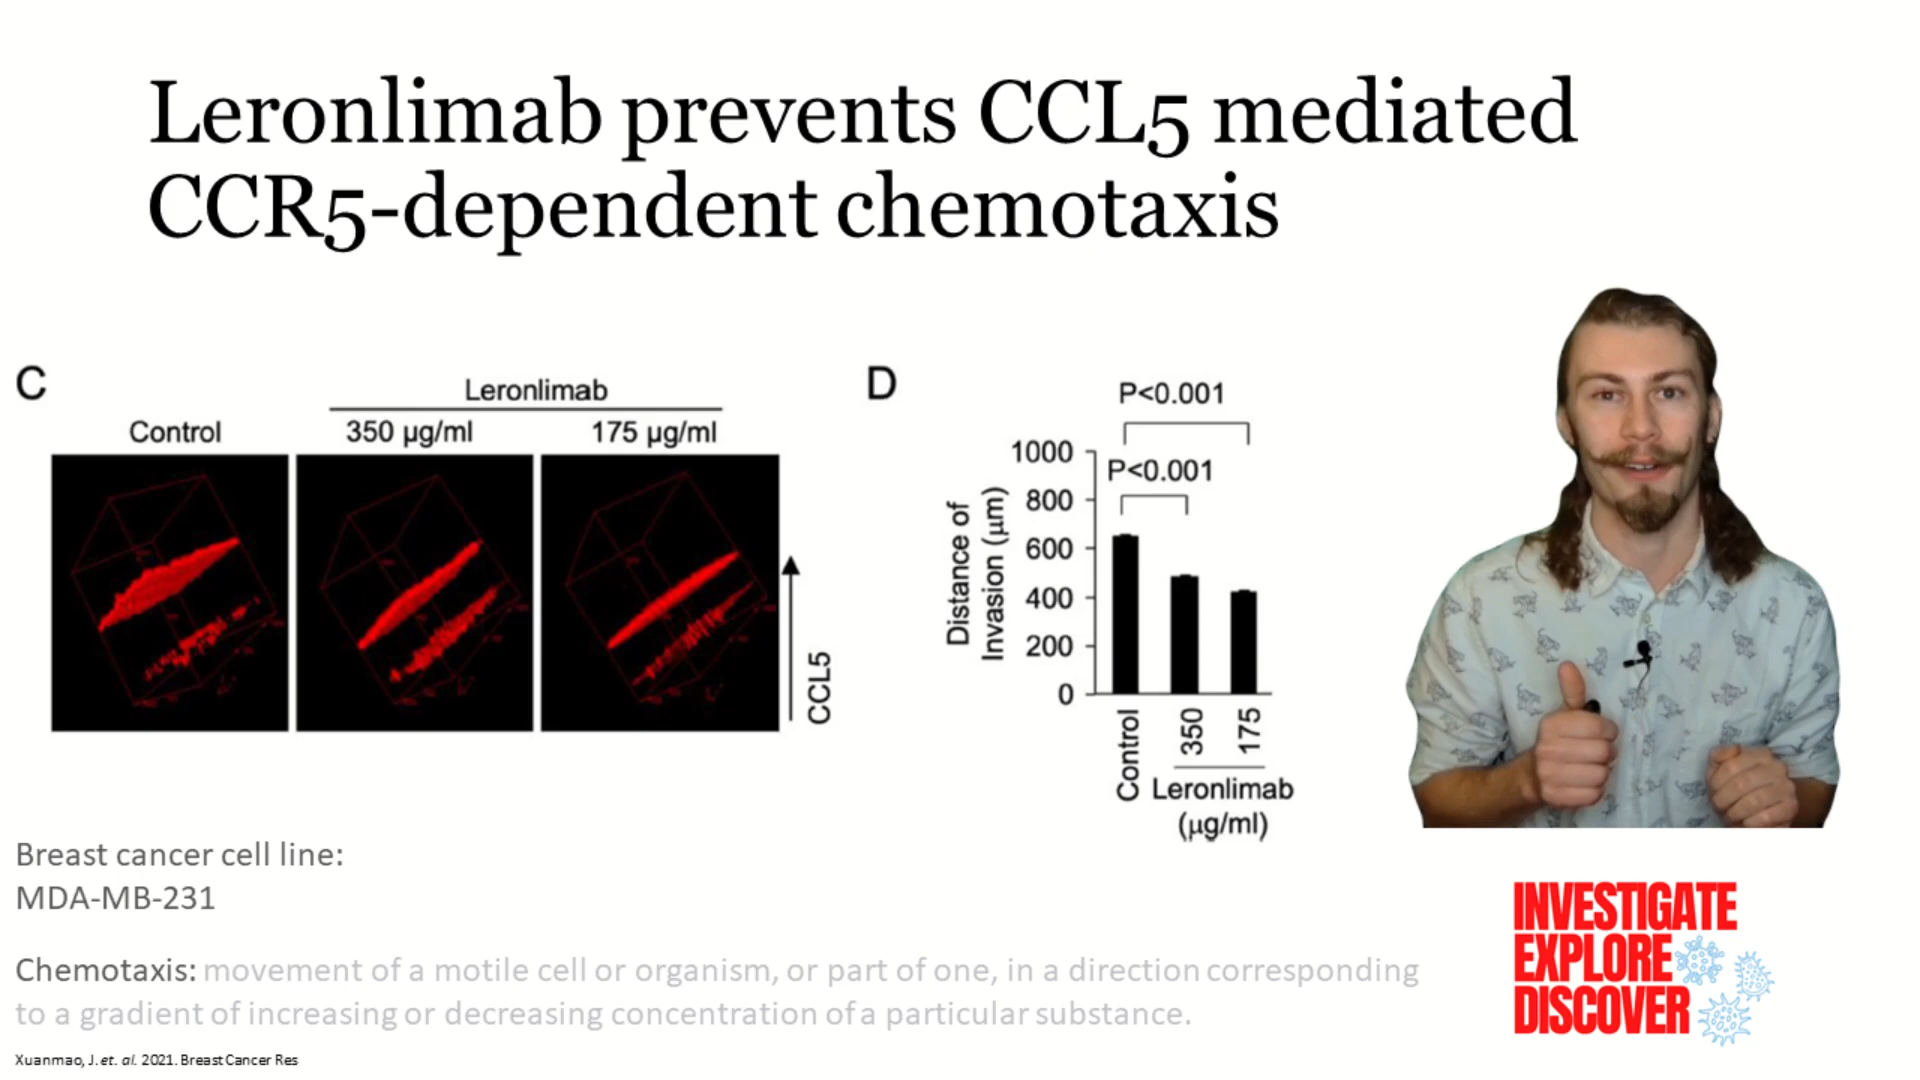 Leronlimab prevents CCL5 mediated
CCR5-dependent chemotaxis
C
Leronlimab
Control
350 µg/ml
175 µg/ml
CCL5
D
P<0.001
P<0.001
Distance of
Invasion (µm)
1000
800
600
400
200
0
Control
350
175
Leronlimab
(µg/ml)
Breast cancer cell line:
MDA-MB-231
Chemotaxis: movement of a motile cell or organism, or part of one, in a direction corresponding
to a gradient of increasing or decreasing concentration of a particular substance.
Xuanmao, J. et. al. 2021. Breast Cancer Res
INVESTIGATE
EXPLORE
DISCOVER